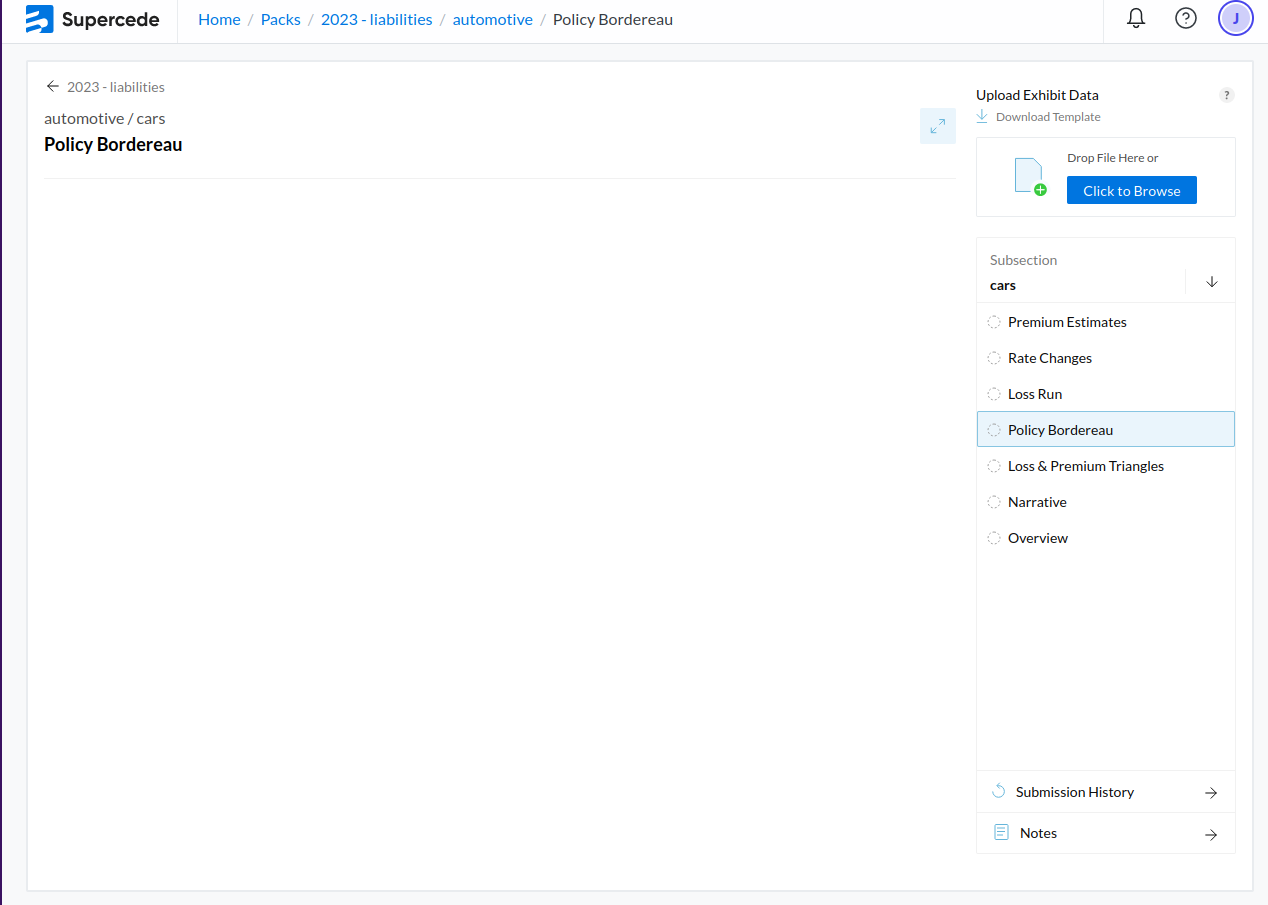 Supercede
Home / Packs / 2023 - liabilities / automotive / Policy Bordereau
?
J
2023 - liabilities
automotive / cars
Policy Bordereau
Upload Exhibit Data
?
Download Template
Drop File Here or
Click to Browse
Subsection
cars
Premium Estimates
Rate Changes
Loss Run
Policy Bordereau
Loss & Premium Triangles
Narrative
Overview
Submission History
Notes